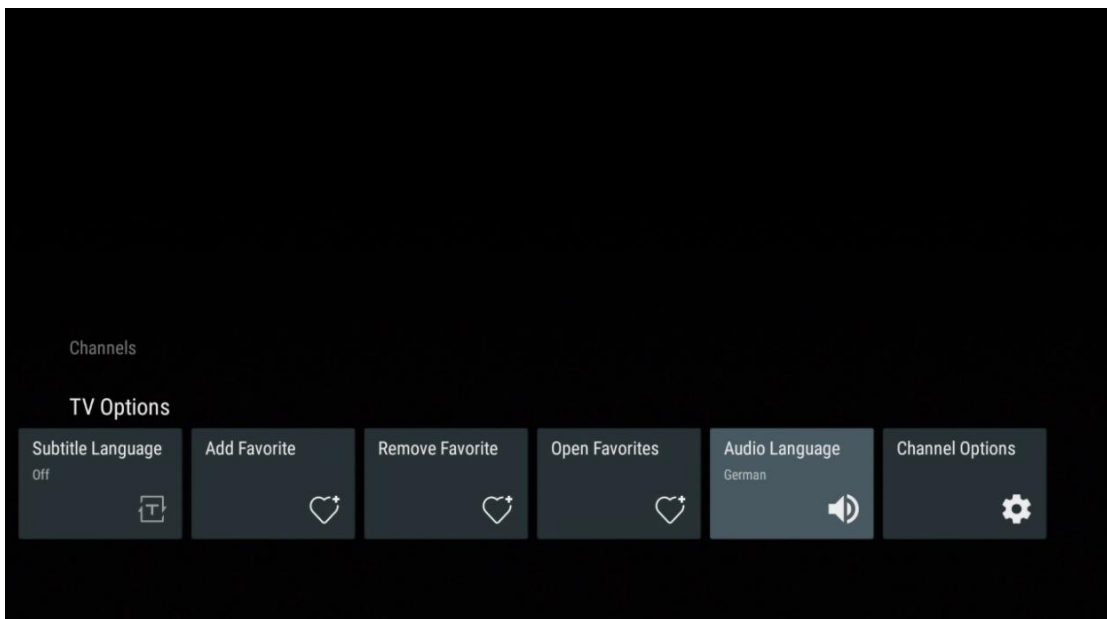 Channels
TV Options
Subtitle Language
Off
Add Favorite
Remove Favorite
Open Favorites
Audio Language
German
Channel Options